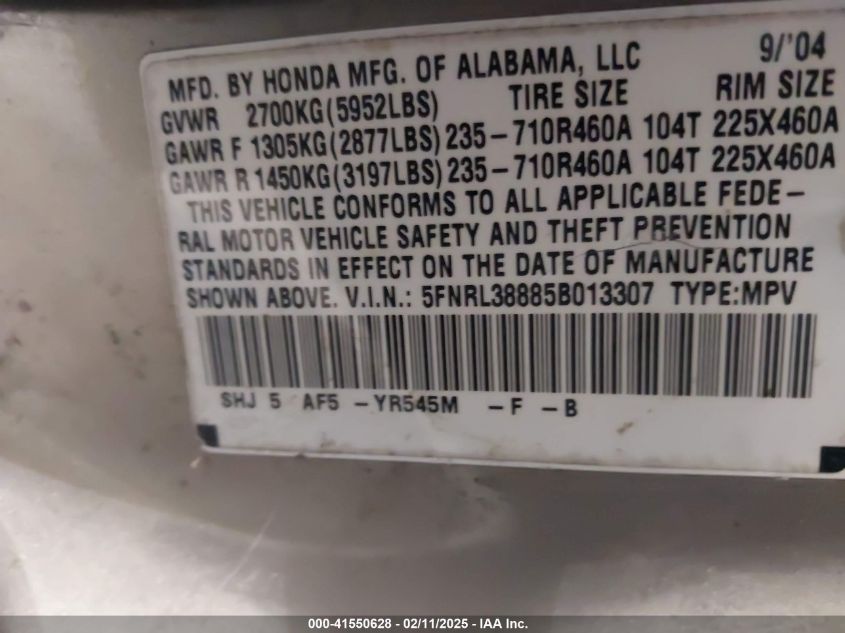 MFD. BY HONDA MFG. OF ALABAMA, LLC 9/'04
GVWR 2700KG(5952LBS) TIRE SIZE RIM SIZE
GAWR F 1305KG(2877LBS) 235-710R460A 104T 225X460A
GAWR R 1450KG(3197LBS) 235-710R460A 104T 225X460A
THIS VEHICLE CONFORMS TO ALL APPLICABLE FEDE-
RAL MOTOR VEHICLE SAFETY AND THEFT PREVENTION
STANDARDS IN EFFECT ON THE DATE OF MANUFACTURE
SHOWN ABOVE. V.I.N.: 5FNRL38885B013307 TYPE:MPV
SHJ 5 AF5 -YR545M -F -B
000-41550628 - 02/11/2025 - IAA Inc.